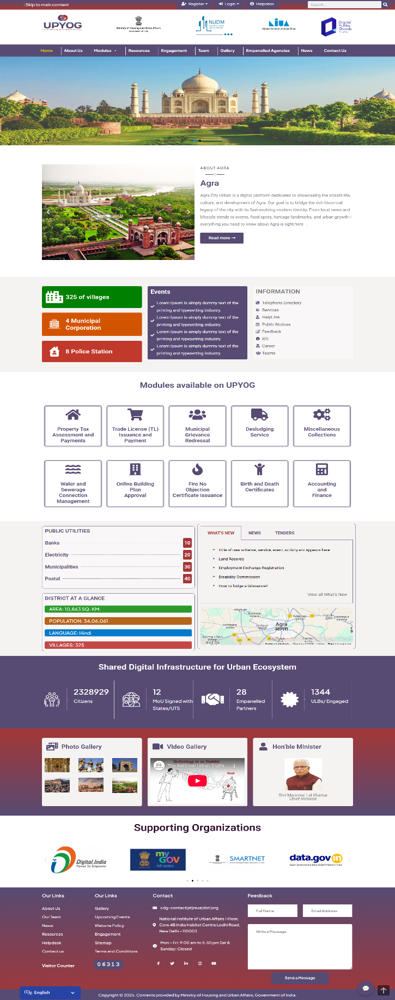 Skip to main content
Register
Login
Helpdesk
Search...
UPYOG
Ministry of Housing and Urban Affairs
Government of India
NUDM
NIUA
National Institute of Urban Affairs
Digital
Public
Goods
Alliance
Home
About Us
Modules
Resources
Engagement
Team
Gallery
Empanelled Agencies
News
Contact Us
ABOUT AGRA
Agra
Agra City Urban is a digital platform dedicated to showcasing the vibrant life,
culture, and development of Agra. Our goal is to bridge the rich historical
legacy of the city with its fast-evolving modern identity. From local news and
lifestyle trends to events, food spots, heritage landmarks, and urban growth—
everything you need to know about Agra is right here ..
Read more →
325 of villages
4 Municipal
Corporation
8 Police Station
Events
Lorem Ipsum is simply dummy text of the
printing and typesetting industry.
Lorem Ipsum is simply dummy text of the
printing and typesetting industry.
Lorem Ipsum is simply dummy text of the
printing and typesetting industry.
Lorem Ipsum is simply dummy text of the
printing and typesetting industry.
INFORMATION
Telephone Directory
Services
HelpLine
Public Notices
Feedback
RTI
Career
Teams
Modules available on UPYOG
Property Tax
Assessment and
Payments
Trade License (TL)
Issuance and
Payment
Municipal
Grievance
Redressal
Desludging
Service
Miscellaneous
Collections
Water and
Sewerage
Connection
Management
Online Building
Plan
Approval
Fire No
Objection
Certificate Issuance
Birth and Death
Certificates
Accounting
and
Finance
PUBLIC UTILITIES
Banks 10
Electricity 20
Municipalities 30
Postal 40
DISTRICT AT A GLANCE
AREA: 10,863 SQ. KM.
POPULATION: 34,06,061
LANGUAGE: Hindi
VILLAGES: 325
WHAT'S NEW
NEWS
TENDERS
Title of new scheme, service, event, activity etc appears here
Land Records
Employment Exchange Registration
Disability Commission
How to lodge a Grievance?
View all What's New
Runkata
रुनकता
Kuberpur
Tundla
Hazratpur
Achhnera
अछनेरा
Bichpuri
Agra
आगरा
Kundol
Keyboard shortcuts
Map data ©2025
Terms
Report a map error
Shared Digital Infrastructure for Urban Ecosystem
2328929
Citizens
12
MoU Signed with
States/UTS
28
Empanelled
Partners
1344
ULBs/ Engaged
Photo Gallery
Video Gallery
Technology as an Enabler
The National Urban Digita...
Goal
Hon'ble Minister
Shri Manohar Lal Khattar
Chief Minister
Supporting Organizations
Digital India
Power To Empower
my
GOV
मेरी सरकार
SMARTNET
data.gov in
Open Government Data (OGD) Platform India
Our Links
About Us
Our Team
News
Resources
Helpdesk
Contact us
Visitor Counter
Our Links
Gallery
Upcoming Events
Website Policy
Engagement
Sitemap
Terms and Conditions
06313
Contact
cdg-contact[at]niua[dot]org
National Institute of Urban Affairs 1 Floor,
Core 4B India Habitat Centre Lodhi Road,
New Delhi -110003
Mon – Fri: 9:00 am to 5:30 pm Sat &
Sunday: Closed
Feedback
Full Name
Email Address
Write a Message
Send a Message
English
Copyright © 2025. Contents provided by Ministry of Housing and Urban Affairs, Government of India.